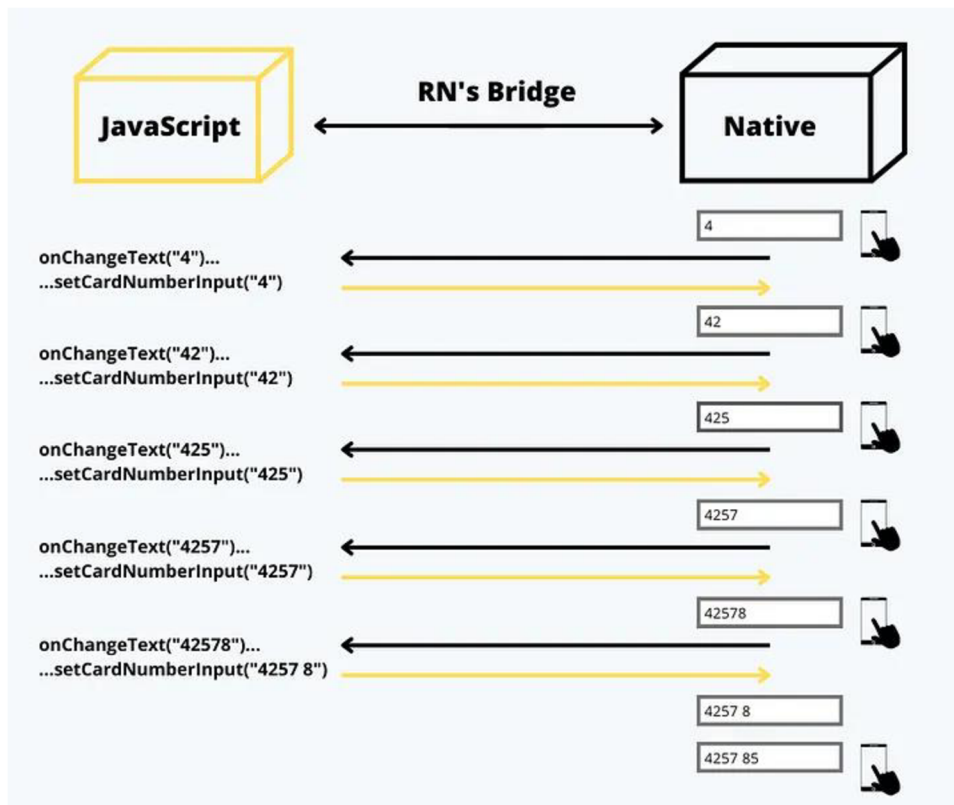 RN's Bridge
JavaScript
Native
4
onChangeText("4")...
...setCardNumberInput("4")
42
onChangeText("42")...
...setCardNumberInput("42")
425
onChangeText("425")...
...setCardNumberInput("425")
4257
onChangeText("4257")...
...setCardNumberInput("4257")
42578
onChangeText("42578")...
...setCardNumberInput("4257 8")
4257 8
4257 85